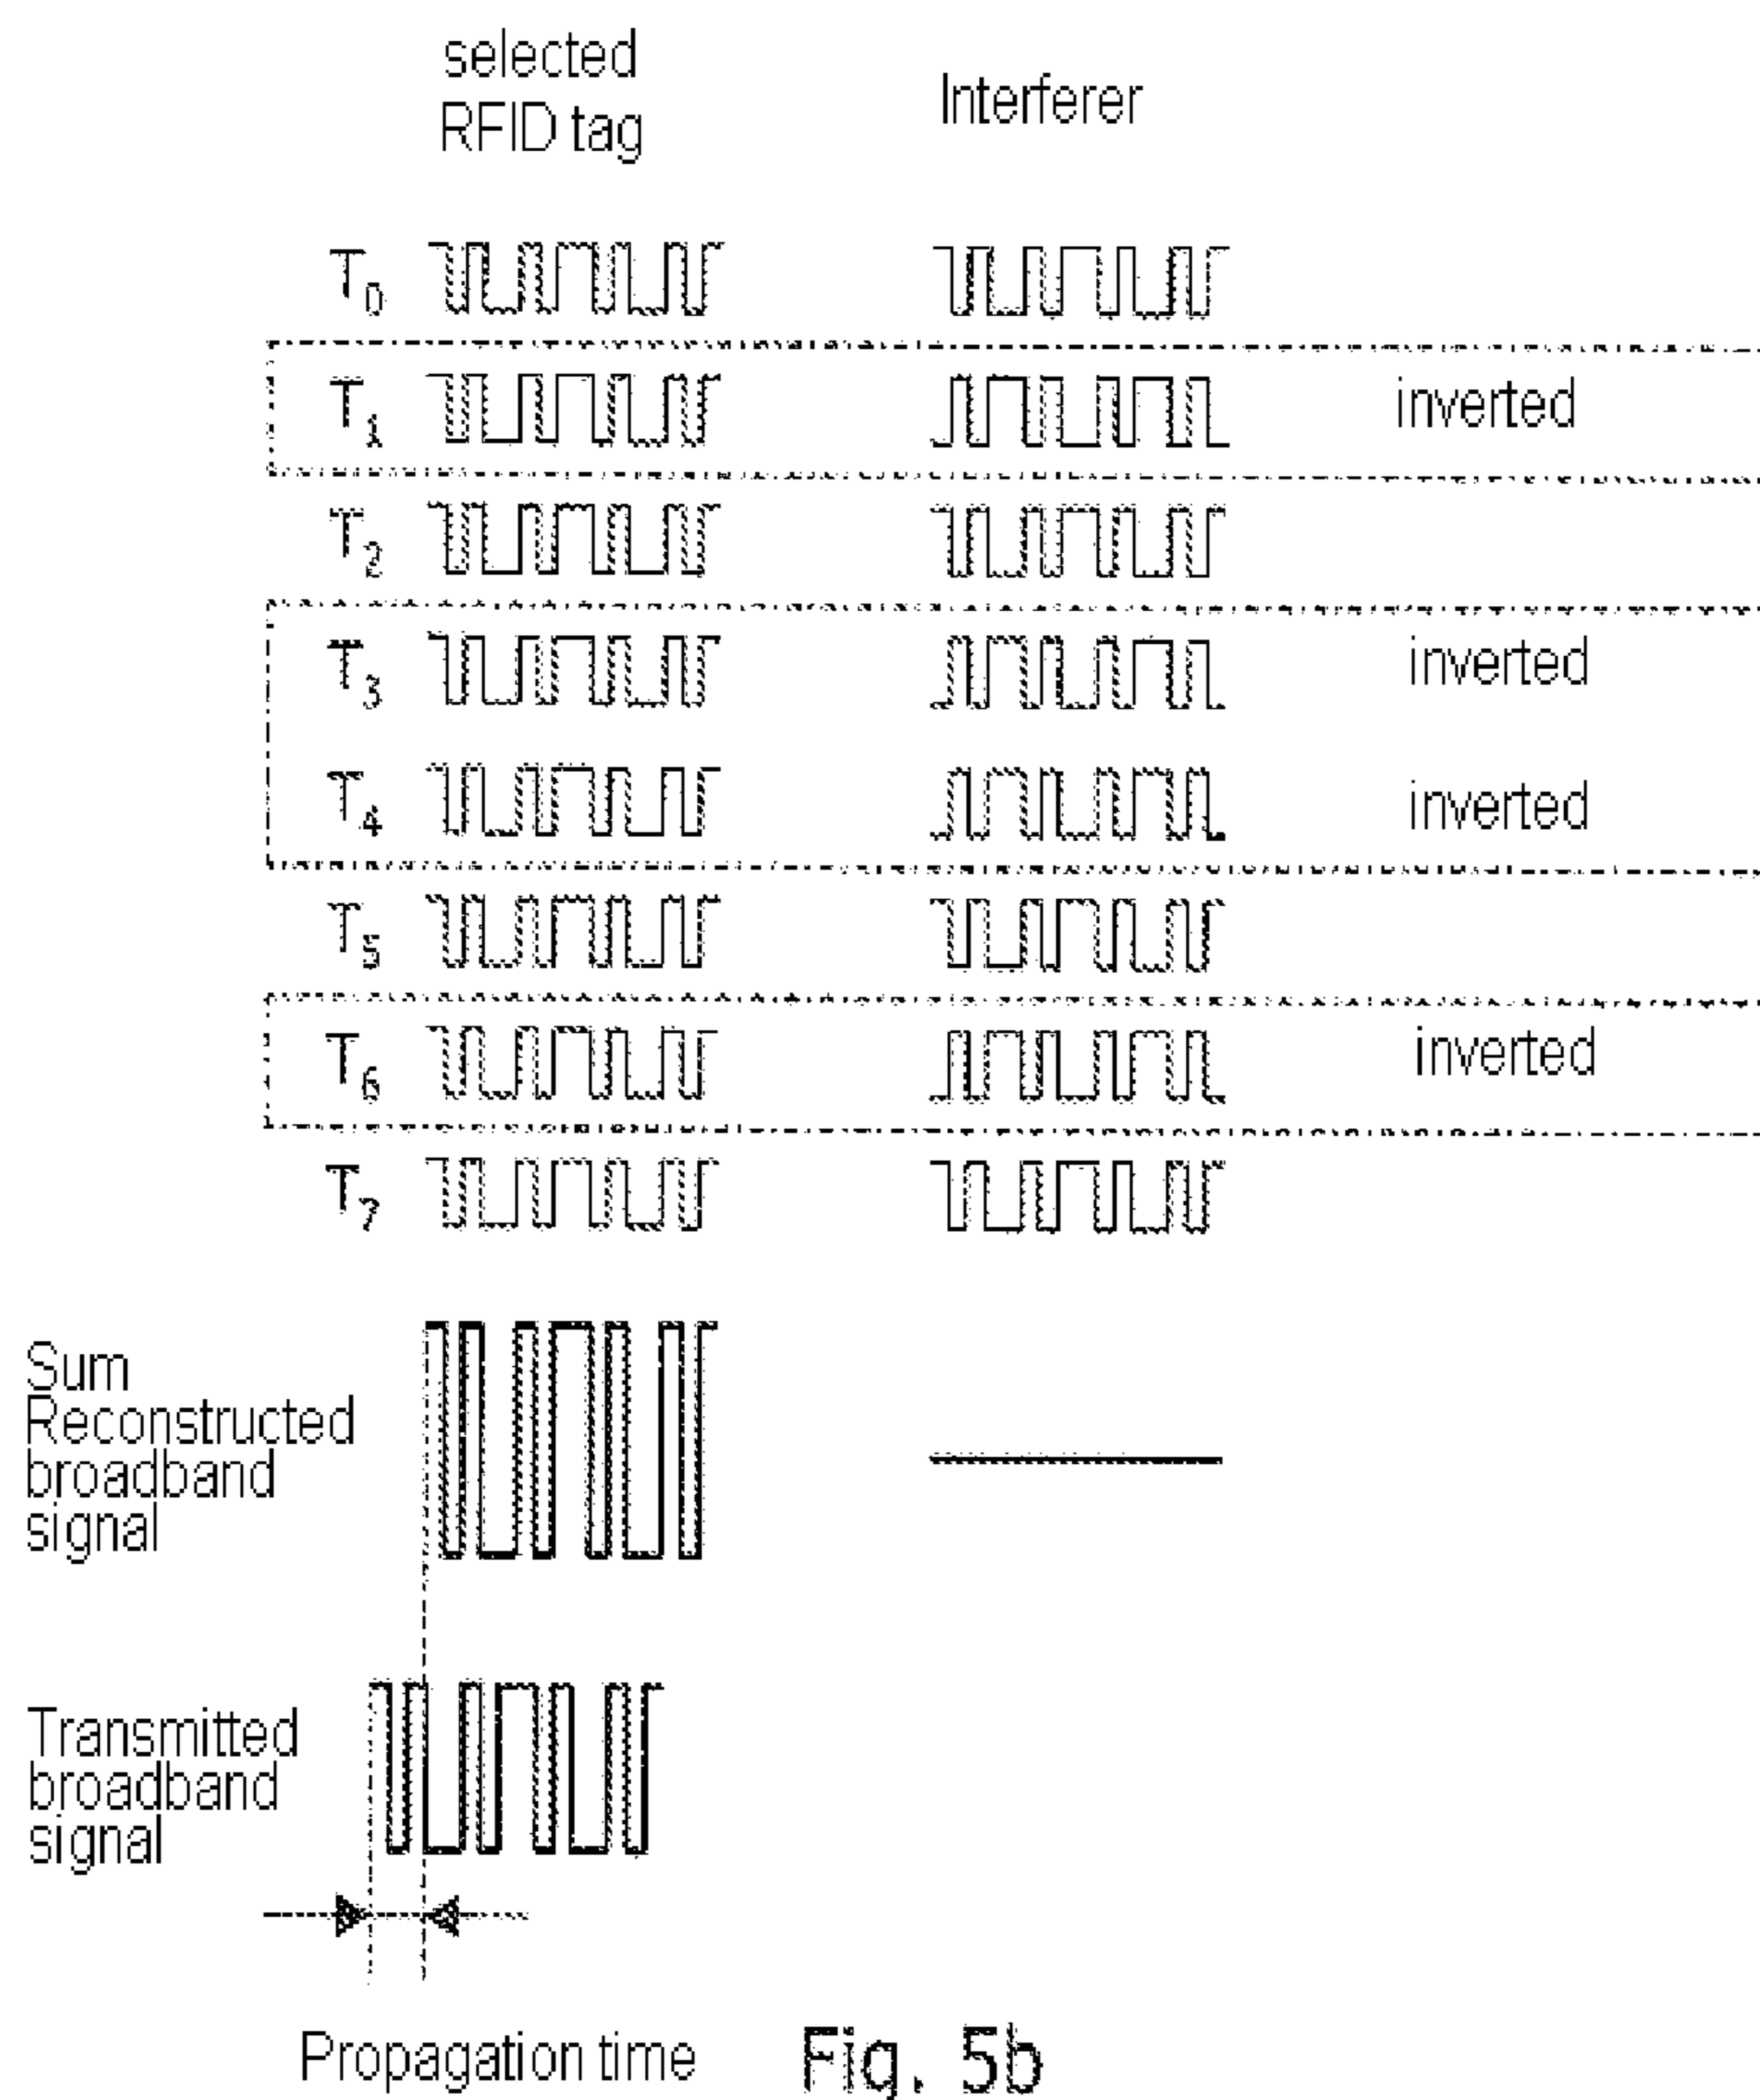 selected
RFID tag
Interferer
T0
T1
inverted
T2
T3
inverted
T4
inverted
T5
T6
inverted
T7
Sum
Reconstructed
broadband
signal
Transmitted
broadband
signal
Propagation time
Fig. 5b